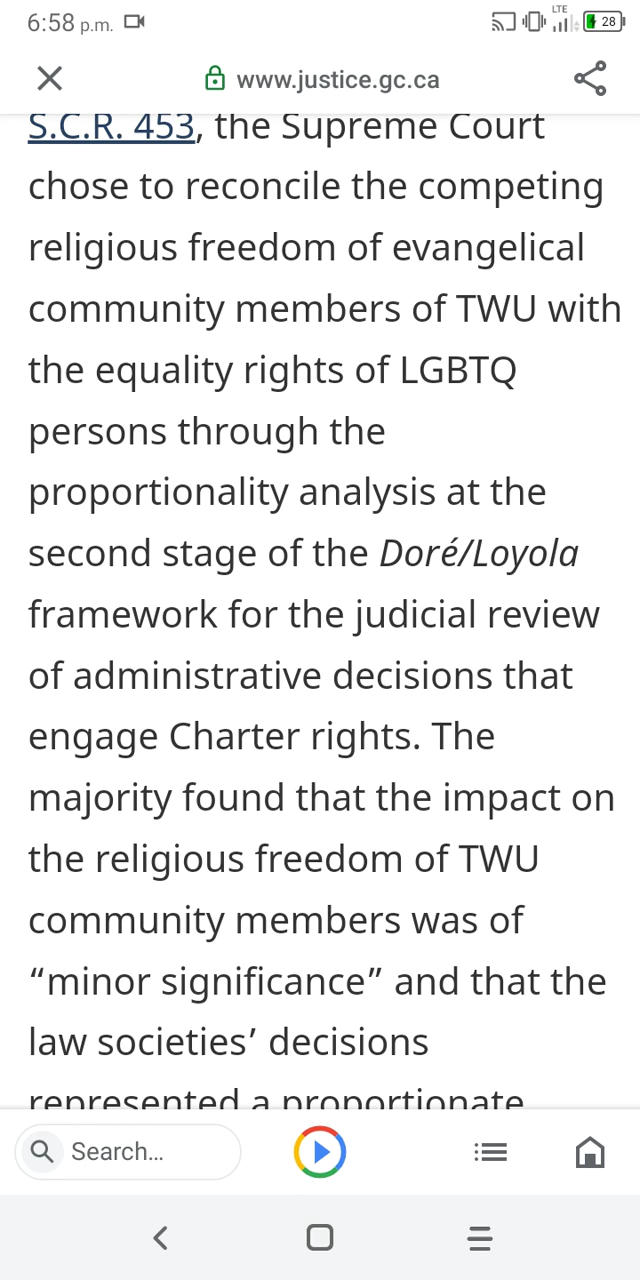 6:58 p.m.
LTE
28
www.justice.gc.ca
S.C.R. 453, the Supreme Court
chose to reconcile the competing
religious freedom of evangelical
community members of TWU with
the equality rights of LGBTQ
persons through the
proportionality analysis at the
second stage of the Doré/Loyola
framework for the judicial review
of administrative decisions that
engage Charter rights. The
majority found that the impact on
the religious freedom of TWU
community members was of
“minor significance” and that the
law societies’ decisions
represented a proportionate
Search...